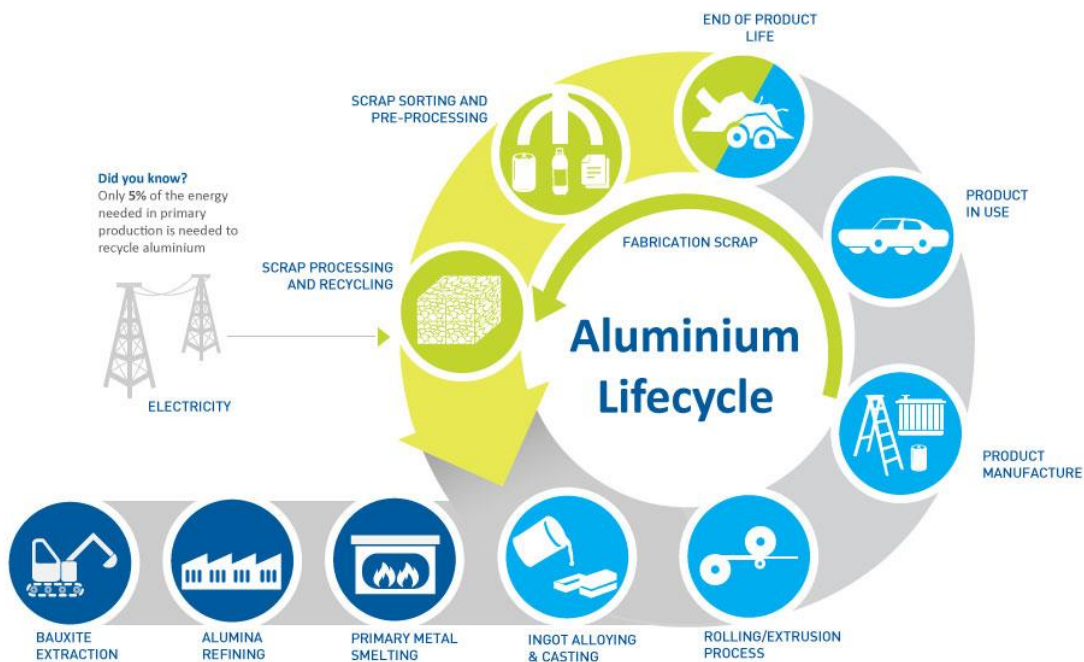 END OF PRODUCT
LIFE
SCRAP SORTING AND
PRE-PROCESSING
Did you know?
Only 5% of the energy
needed in primary
production is needed to
recycle aluminium
PRODUCT
IN USE
FABRICATION SCRAP
SCRAP PROCESSING
AND RECYCLING
Aluminium
Lifecycle
ELECTRICITY
PRODUCT
MANUFACTURE
BAUXITE
EXTRACTION
ALUMINA
REFINING
PRIMARY METAL
SMELTING
INGOT ALLOYING
& CASTING
ROLLING/EXTRUSION
PROCESS